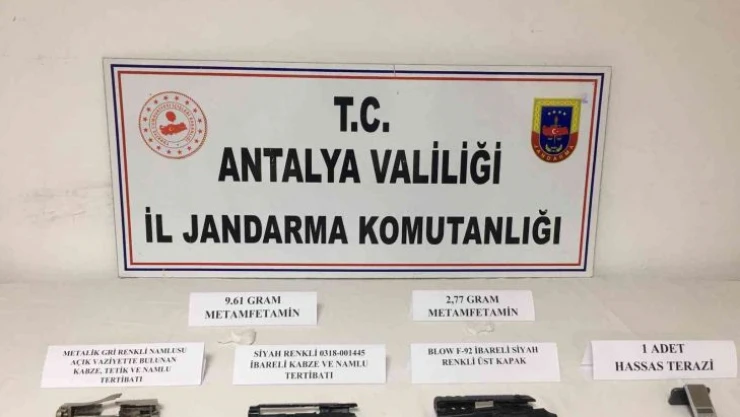 T.C.
ANTALYA VALİLİĞİ
İL JANDARMA KOMUTANLIĞI
JANDARMA
9.61 GRAM
METAMFETAMİN
2,77 GRAM
METAMFETAMİN
METALİK GRİ RENKLİ NAMLUSU
AÇIK VAZİYETTE BULUNAN
KABZE, TETİK VE NAMLU
TERTİBATI
SİYAH RENKLİ 0318-001445
İBARELİ KABZE VE NAMLU
TERTİBATI
BLOW F-92 İBARELİ SİYAH
RENKLİ ÜST KAPAK
1 ADET
HASSAS TERAZİ